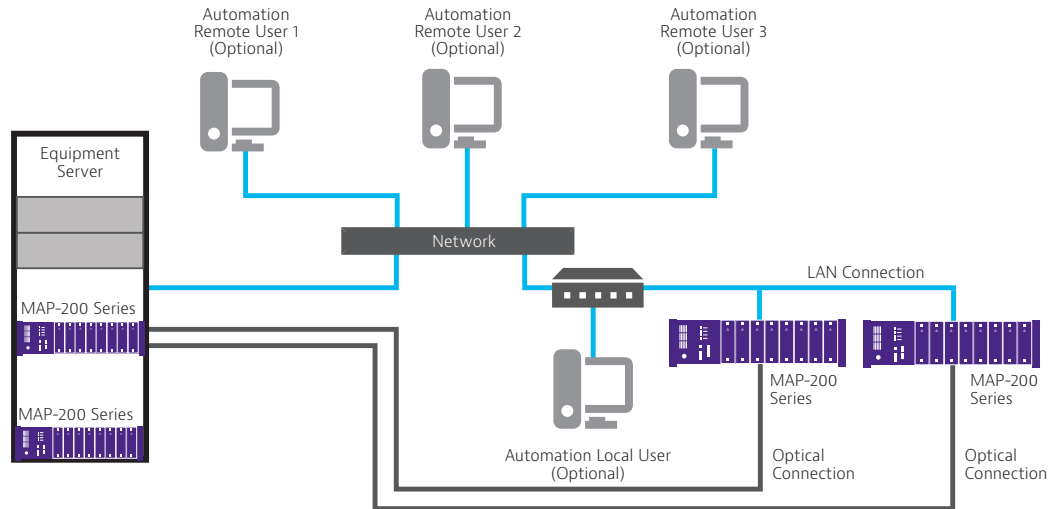 Automation
Remote User 1
(Optional)
Automation
Remote User 2
(Optional)
Automation
Remote User 3
(Optional)
Equipment
Server
Network
LAN Connection
MAP-200 Series
MAP-200
Series
MAP-200
Series
MAP-200 Series
Automation Local User
(Optional)
Optical
Connection
Optical
Connection